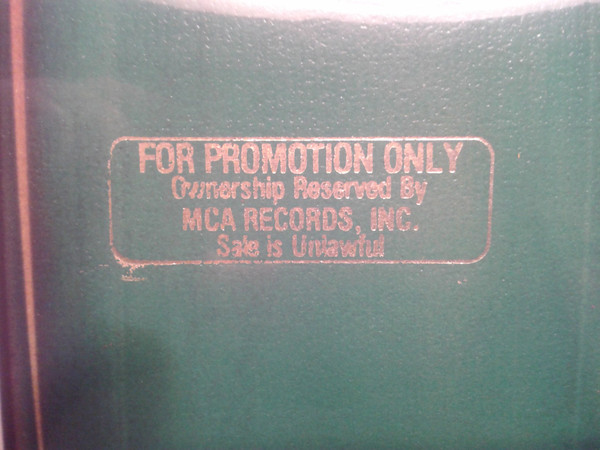 FOR PROMOTION ONLY
Ownership Reserved By
MCA RECORDS, INC.
Sale is Unlawful